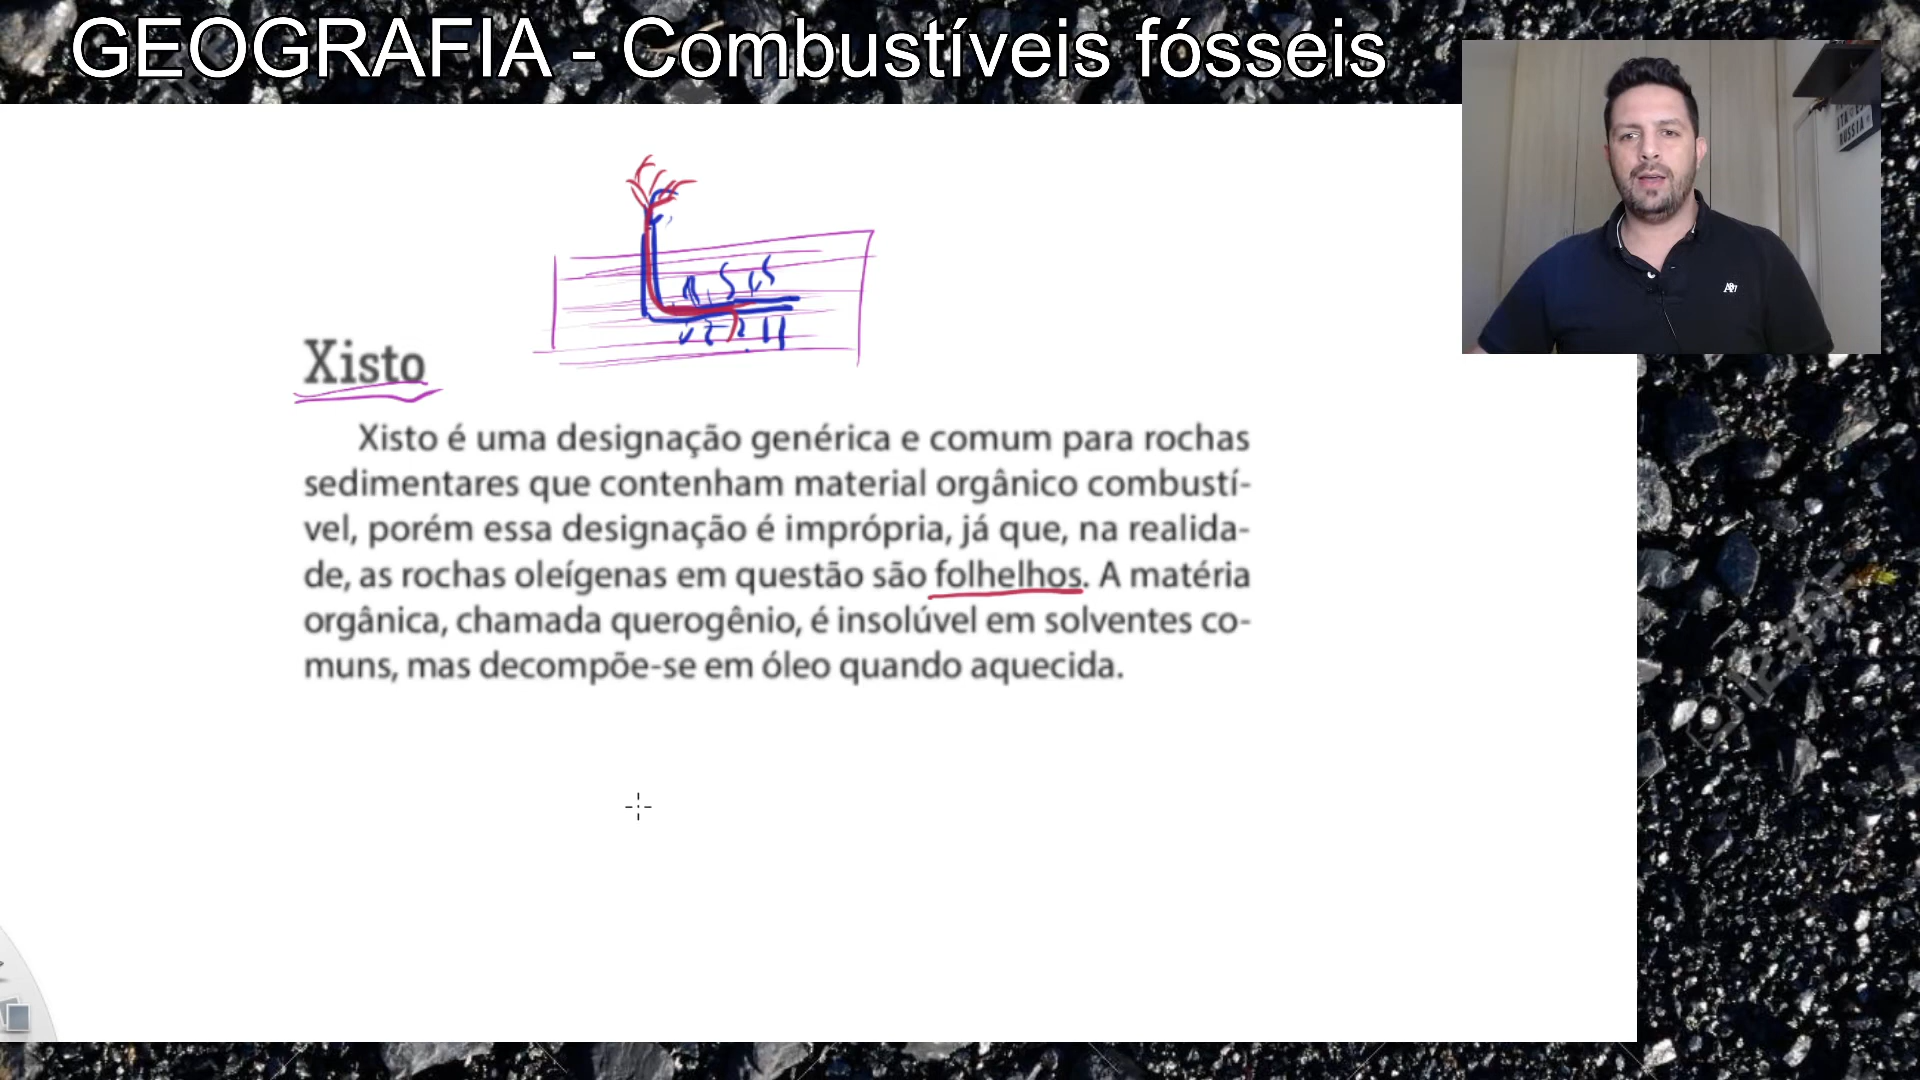 GEOGRAFIA - Combustíveis fósseis
Xisto
Xisto é uma designação genérica e comum para rochas
sedimentares que contenham material orgânico combustí-
vel, porém essa designação é imprópria, já que, na realida-
de, as rochas oleígenas em questão são folhelhos. A matéria
orgânica, chamada querogênio, é insolúvel em solventes co-
muns, mas decompõe-se em óleo quando aquecida.